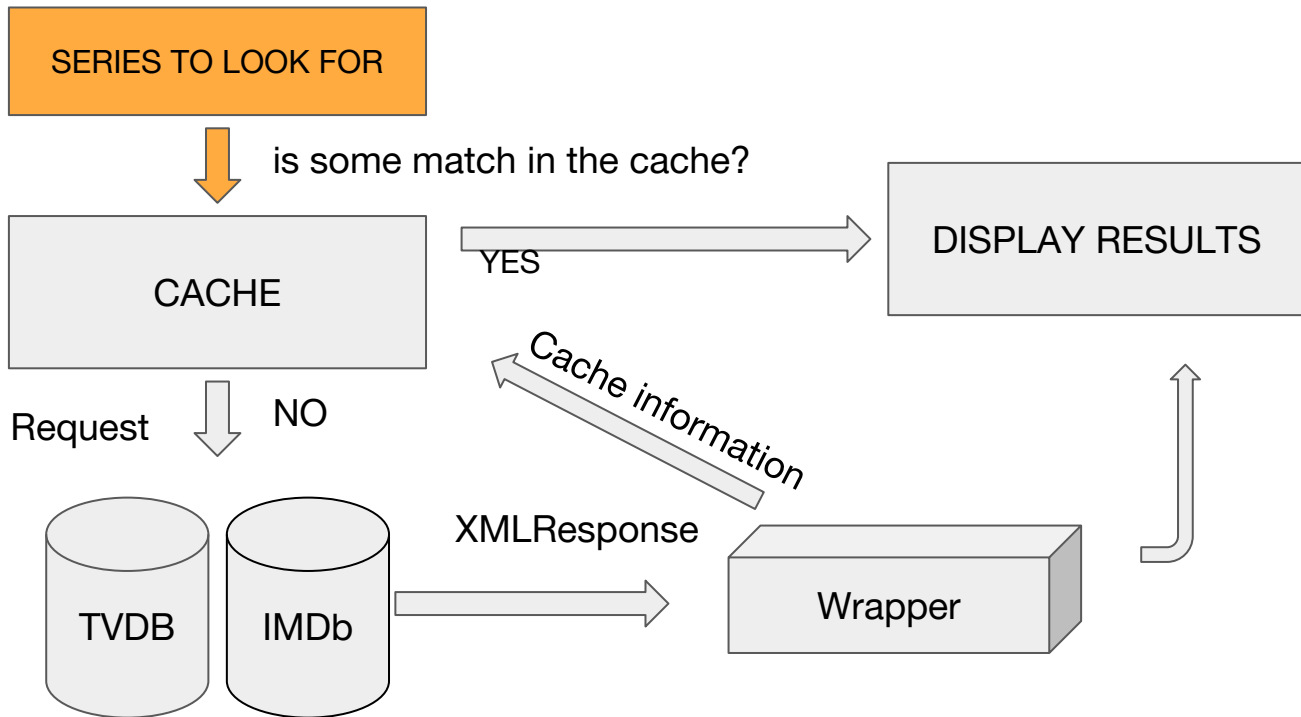 SERIES TO LOOK FOR
is some match in the cache?
CACHE
YES
DISPLAY RESULTS
Cache information
Request
NO
TVDB
IMDb
XMLResponse
Wrapper